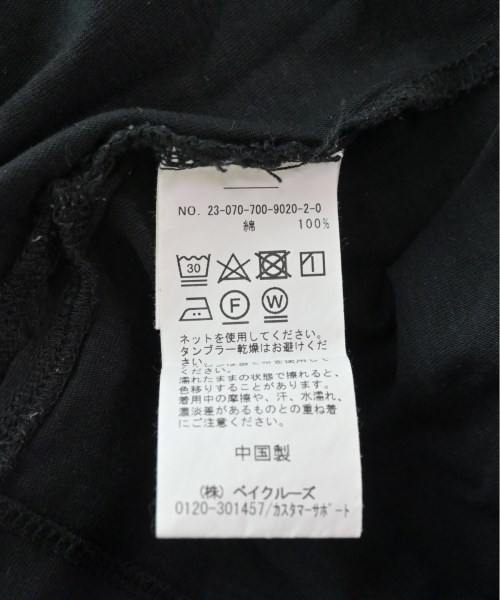 NO. 23-070-700-9020-2-0
綿 100%
30
F W
ネットを使用してください。
タンブラー乾燥はお避けくだ
さい。
ください。
濡れたままの状態で擦れると、
色移りすることがあります。
着用中の摩擦や、汗、水濡れ、
濃淡差があるものとの重ね着
にご注意ください。
中国製
(株) ベイクルーズ
0120-301457/カスタマーサポート